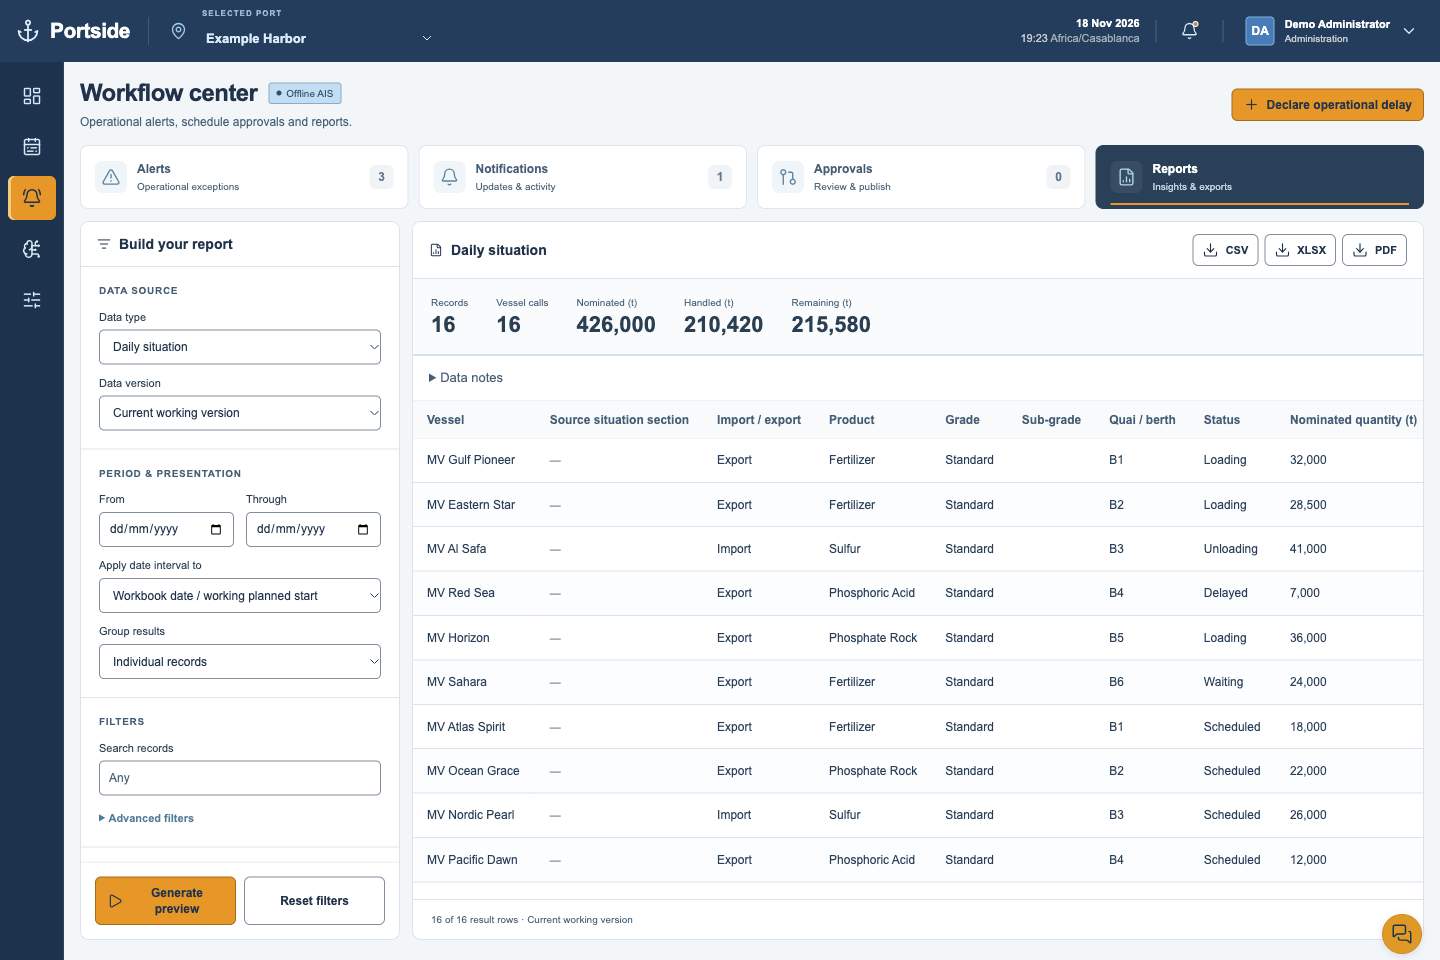 Portside
SELECTED PORT
Example Harbor
18 Nov 2026
19:23 Africa/Casablanca
DA
Demo Administrator
Administration
Workflow center
Offline AIS
Operational alerts, schedule approvals and reports.
Declare operational delay
Alerts
Operational exceptions
3
Notifications
Updates & activity
1
Approvals
Review & publish
0
Reports
Insights & exports
Build your report
DATA SOURCE
Data type
Daily situation
Data version
Current working version
PERIOD & PRESENTATION
From
Through
dd/mm/yyyy
dd/mm/yyyy
Apply date interval to
Workbook date / working planned start
Group results
Individual records
FILTERS
Search records
Any
Advanced filters
Generate
preview
Reset filters
Daily situation
CSV
XLSX
PDF
Records
16
Vessel calls
16
Nominated (t)
426,000
Handled (t)
210,420
Remaining (t)
215,580
Data notes
Vessel Source situation section Import / export Product Grade Sub-grade Quai / berth Status Nominated quantity (t)
MV Gulf Pioneer — Export Fertilizer Standard B1 Loading 32,000
MV Eastern Star — Export Fertilizer Standard B2 Loading 28,500
MV Al Safa — Import Sulfur Standard B3 Unloading 41,000
MV Red Sea — Export Phosphoric Acid Standard B4 Delayed 7,000
MV Horizon — Export Phosphate Rock Standard B5 Loading 36,000
MV Sahara — Export Fertilizer Standard B6 Waiting 24,000
MV Atlas Spirit — Export Fertilizer Standard B1 Scheduled 18,000
MV Ocean Grace — Export Phosphate Rock Standard B2 Scheduled 22,000
MV Nordic Pearl — Import Sulfur Standard B3 Scheduled 26,000
MV Pacific Dawn — Export Phosphoric Acid Standard B4 Scheduled 12,000
16 of 16 result rows · Current working version